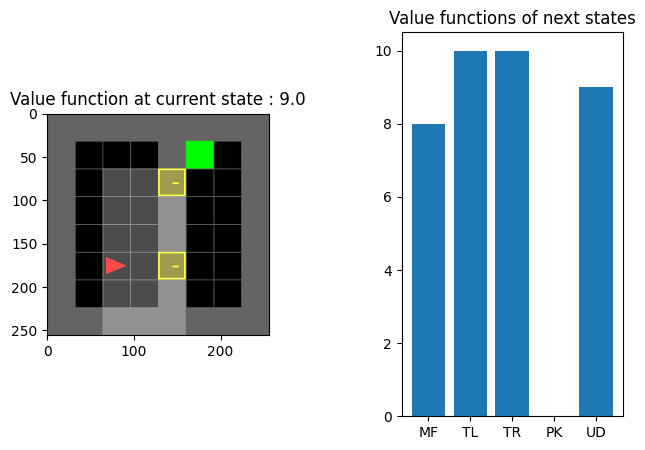 Value functions of next states
Value function at current state : 9.0
0
50
100
150
200
250
0
100
200
10
8
6
4
2
0
MF
TL
TR
PK
UD